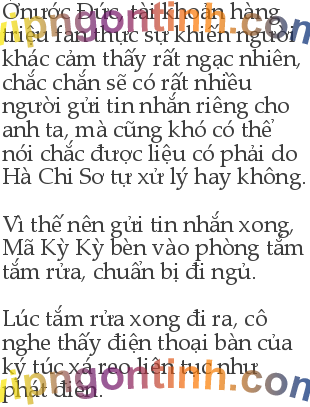 Ở nước Đức, tài khoản hàng
triệu fan thực sự khiến người
khác cảm thấy rất ngạc nhiên,
chắc chắn sẽ có rất nhiều
người gửi tin nhắn riêng cho
anh ta, mà cũng khó có thể
nói chắc được liệu có phải do
Hà Chi Sơ tự xử lý hay không.

Vì thế nên gửi tin nhắn xong,
Mã Kỳ Kỳ bèn vào phòng tắm
tắm rửa, chuẩn bị đi ngủ.

Lúc tắm rửa xong đi ra, cô
nghe thấy điện thoại bàn của
ký túc xá reo liên tục như
phát điên.
vipngontinh.com
vipngontinh.com